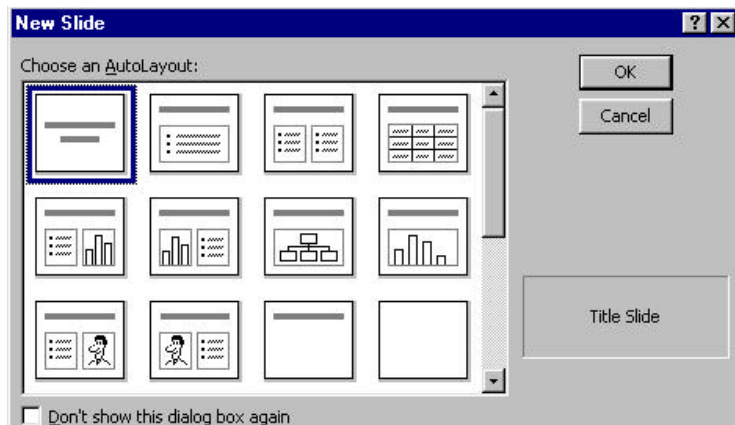 New Slide
Choose an AutoLayout:
OK
Cancel
Title Slide
Don't show this dialog box again